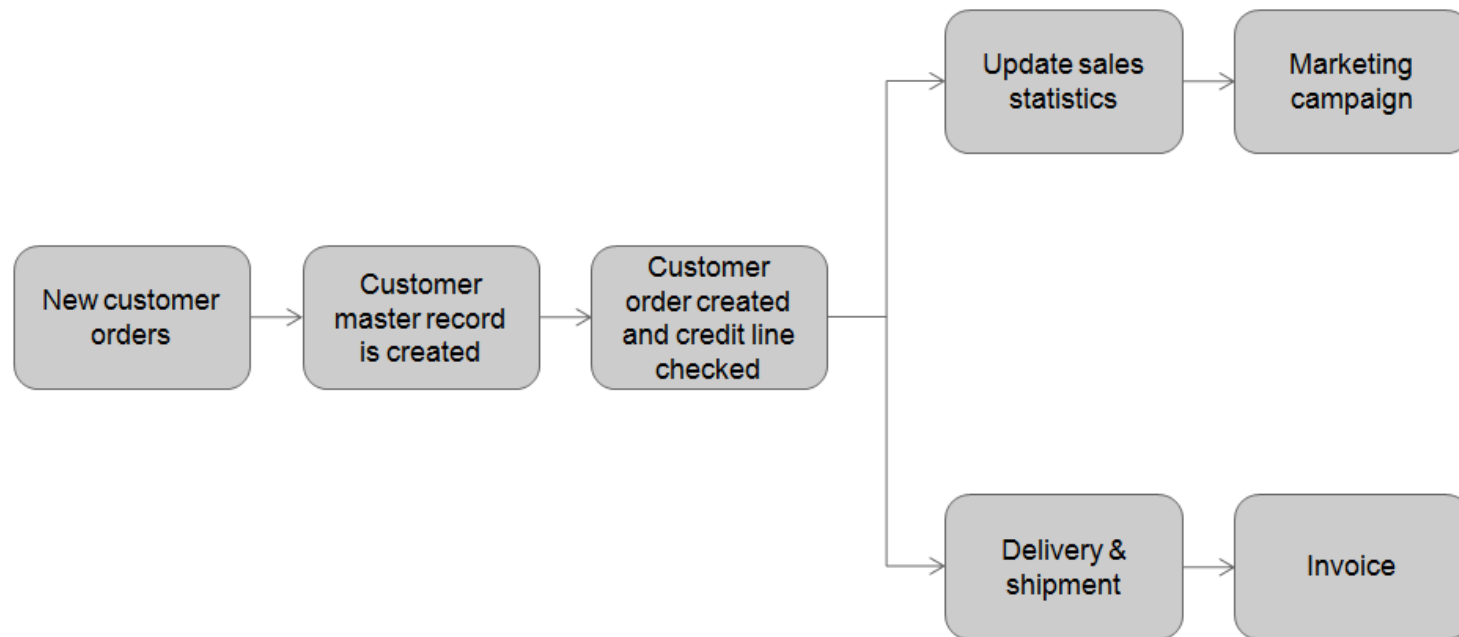 Update sales
statistics
Marketing
campaign
New customer
orders
Customer
master record
is created
Customer
order created
and credit line
checked
Delivery &
shipment
Invoice